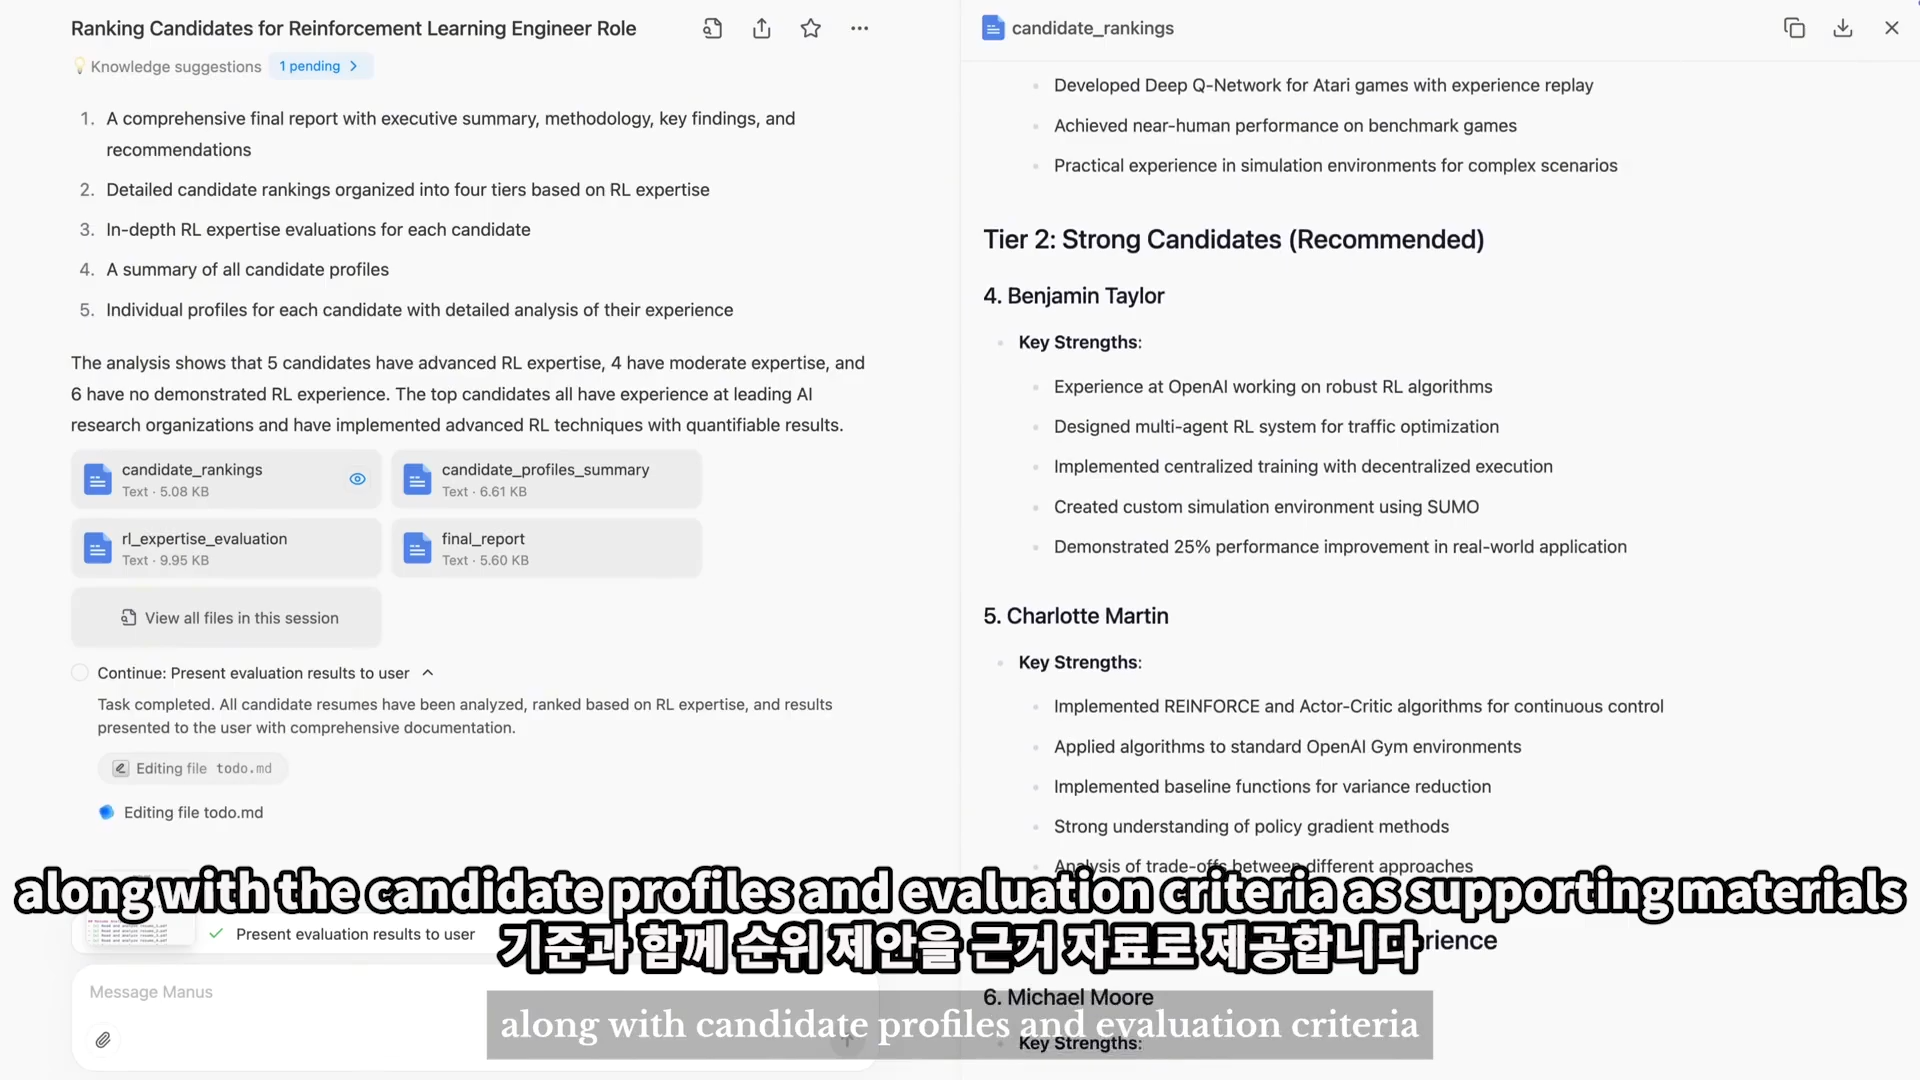 Ranking Candidates for Reinforcement Learning Engineer Role
Knowledge suggestions
1 pending
1. A comprehensive final report with executive summary, methodology, key findings, and
recommendations
2. Detailed candidate rankings organized into four tiers based on RL expertise
3. In-depth RL expertise evaluations for each candidate
4. A summary of all candidate profiles
5. Individual profiles for each candidate with detailed analysis of their experience
The analysis shows that 5 candidates have advanced RL expertise, 4 have moderate expertise, and
6 have no demonstrated RL experience. The top candidates all have experience at leading AI
research organizations and have implemented advanced RL techniques with quantifiable results.
candidate_rankings
Text · 5.08 KB
candidate_profiles_summary
Text · 6.61 KB
rl_expertise_evaluation
Text · 9.95 KB
final_report
Text · 5.60 KB
View all files in this session
Continue: Present evaluation results to user
Task completed. All candidate resumes have been analyzed, ranked based on RL expertise, and results
presented to the user with comprehensive documentation.
Editing file todo.md
Editing file todo.md
Present evaluation results to user
Message Manus
candidate_rankings
Developed Deep Q-Network for Atari games with experience replay
Achieved near-human performance on benchmark games
Practical experience in simulation environments for complex scenarios
Tier 2: Strong Candidates (Recommended)
4. Benjamin Taylor
Key Strengths:
Experience at OpenAI working on robust RL algorithms
Designed multi-agent RL system for traffic optimization
Implemented centralized training with decentralized execution
Created custom simulation environment using SUMO
Demonstrated 25% performance improvement in real-world application
5. Charlotte Martin
Key Strengths:
Implemented REINFORCE and Actor-Critic algorithms for continuous control
Applied algorithms to standard OpenAI Gym environments
Implemented baseline functions for variance reduction
Strong understanding of policy gradient methods
Analysis of trade-offs between different approaches
6. Michael Moore
Key Strengths:
along with the candidate profiles and evaluation criteria as supporting materials
기준과 함께 순위 제안을 근거 자료로 제공합니다
along with candidate profiles and evaluation criteria